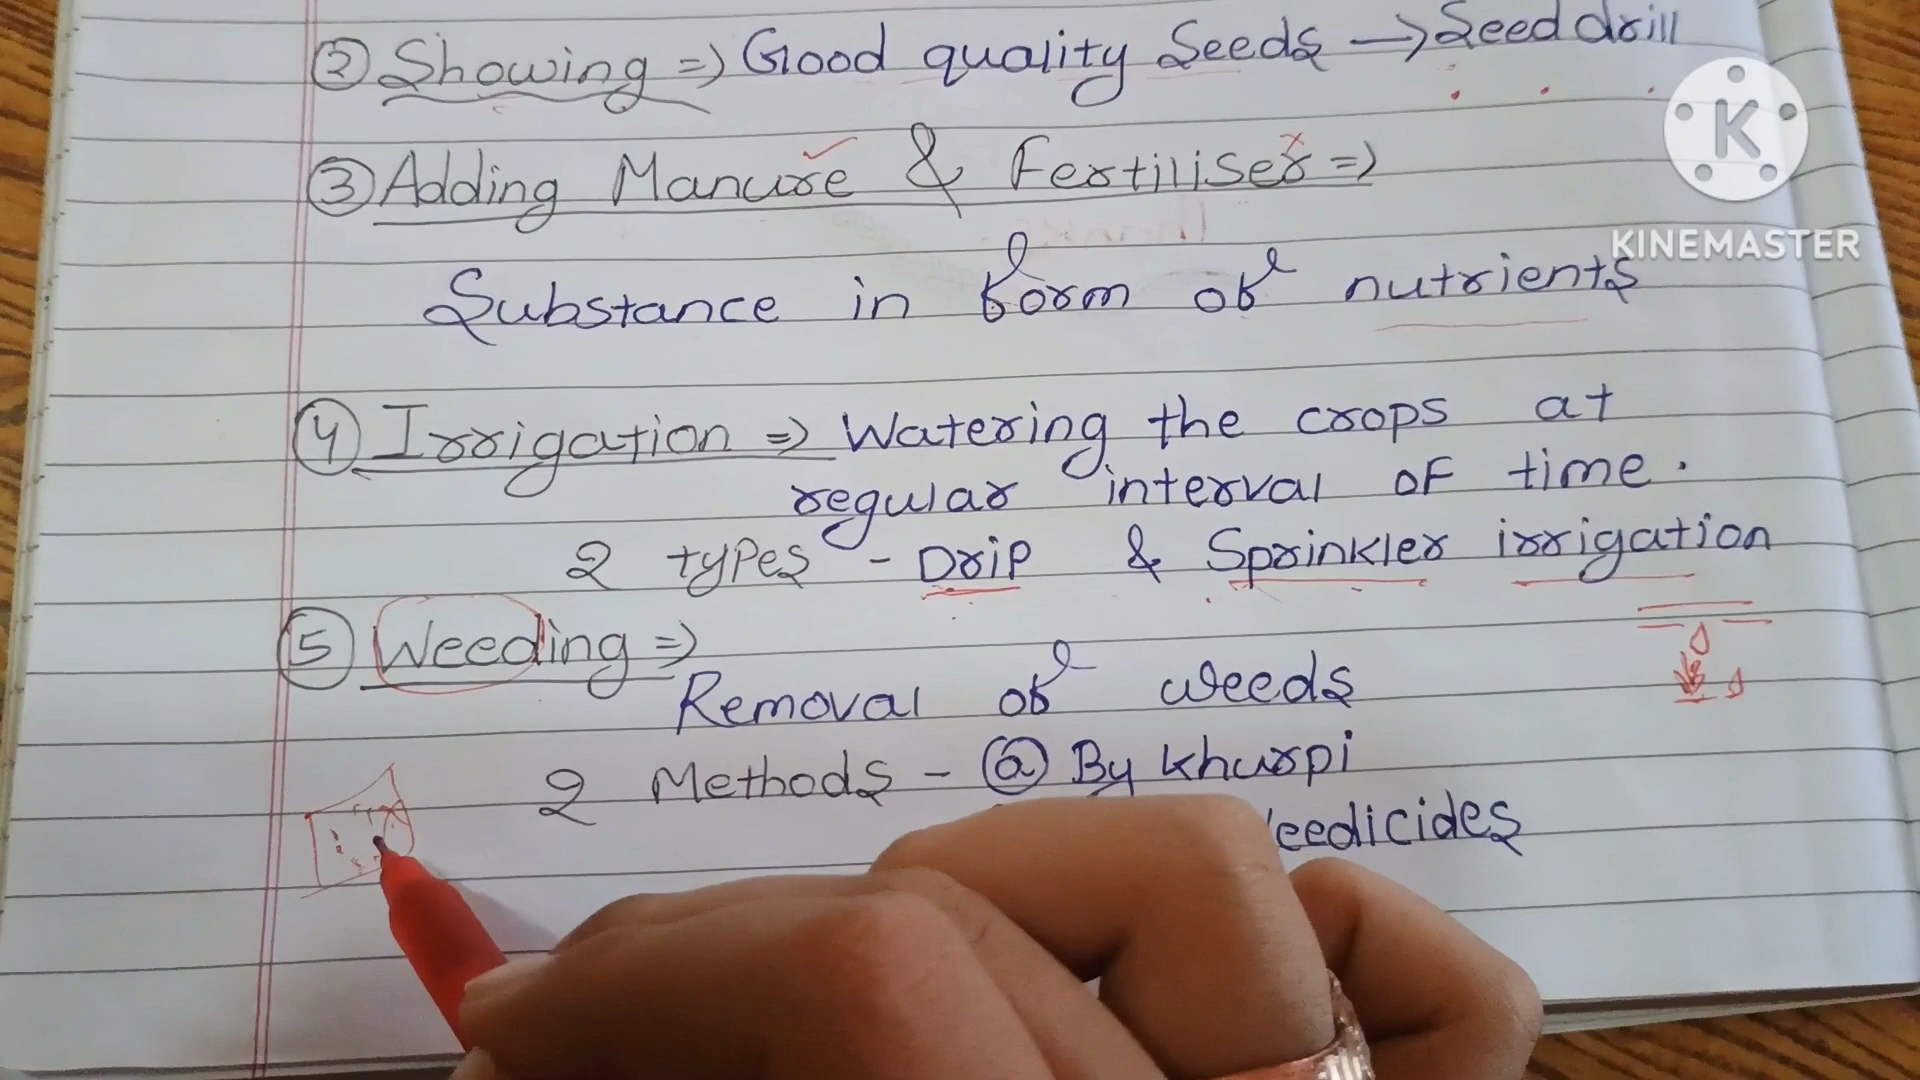 ② Showing => Good quality Seeds → Seed drill
③ Adding Manure & Fertiliser =>
Substance in form of nutrients
④ Irrigation => Watering the crops at
regular interval of time.
2 types - Drip & Sprinkler irrigation
⑤ Weeding =>
Removal of weeds
2 Methods - ⓐ By khurpi
eedicides
K
KINEMASTER